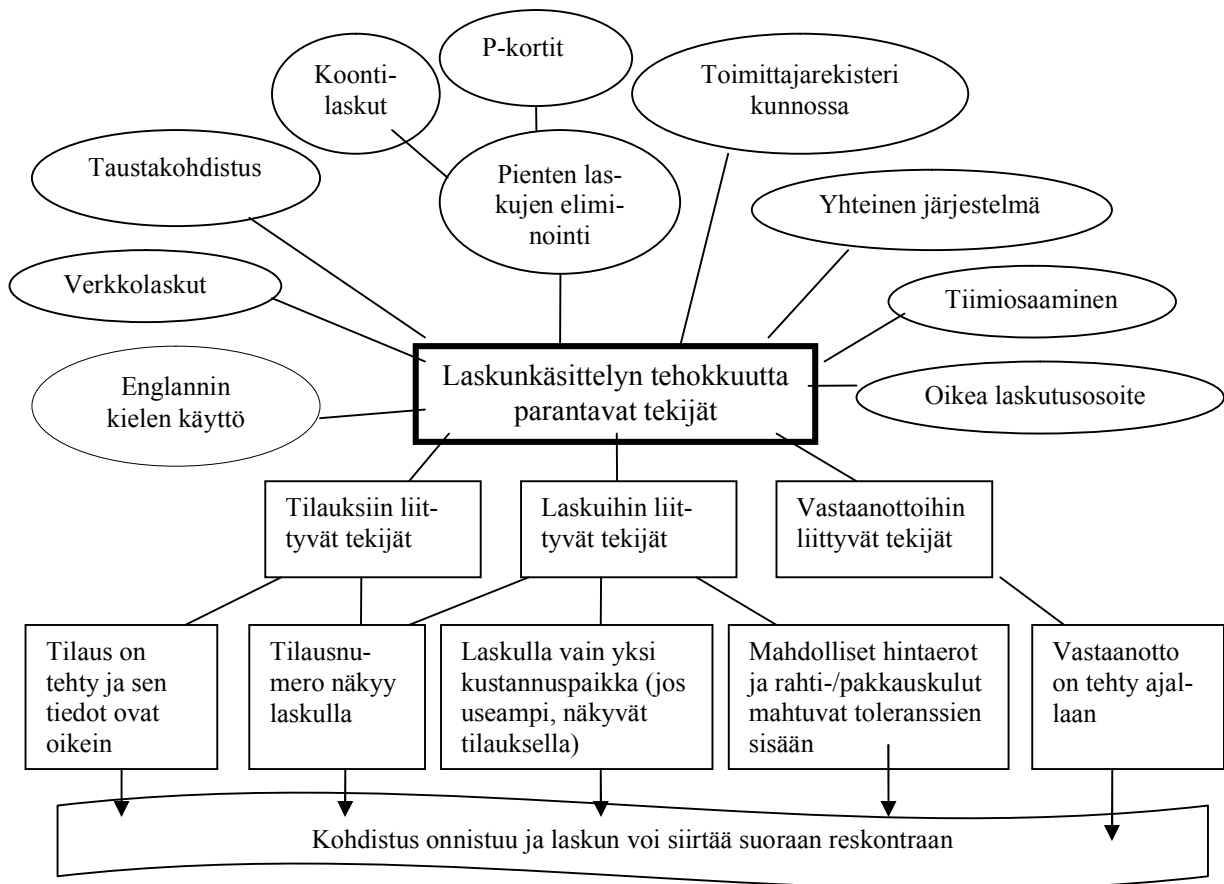 P-kortit
Koonti-
laskut
Toimittajarekisteri
kunnossa
Taustakohdistus
Pienten las-
kujen elimi-
nointi
Yhteinen järjestelmä
Verkkolaskut
Tiimiosaaminen
Englannin
kielen käyttö
Laskunkäsittelyn tehokkuutta
parantavat tekijät
Oikea laskutusosoite
Tilauksiin liit-
tyvät tekijät
Laskuihin liit-
tyvät tekijät
Vastaanottoihin
liittyvät tekijät
Tilaus on
tehty ja sen
tiedot ovat
oikein
Tilausnu-
mero näkyy
laskulla
Laskulla vain yksi
kustannuspaikka (jos
useampi, näkyvät
tilauksella)
Mahdolliset hintaerot
ja rahti-/pakkauskulut
mahtuvat toleranssien
sisään
Vastaanotto
on tehty ajal-
laan
Kohdistus onnistuu ja laskun voi siirtää suoraan reskontraan